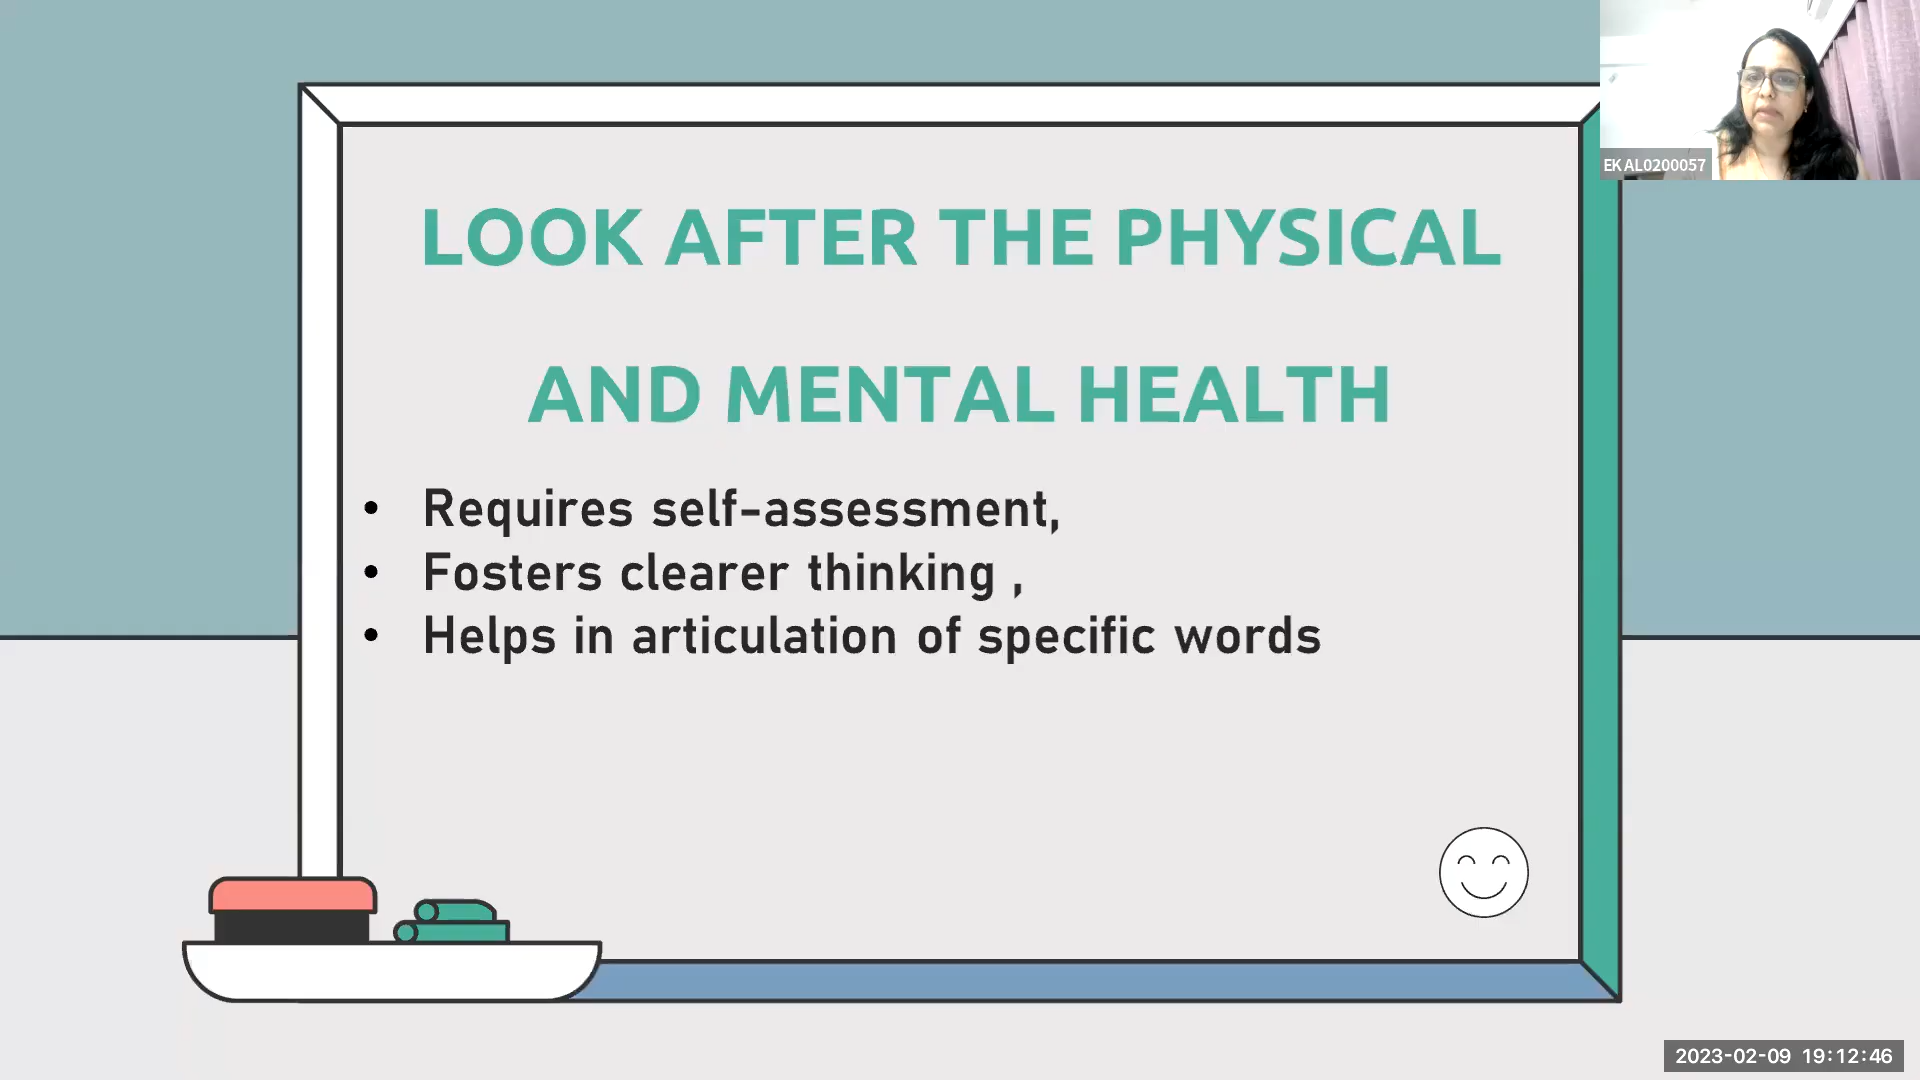 LOOK AFTER THE PHYSICAL
AND MENTAL HEALTH
• Requires self-assessment,
• Fosters clearer thinking ,
• Helps in articulation of specific words
EKAL0200057
2023-02-09 19:12:46